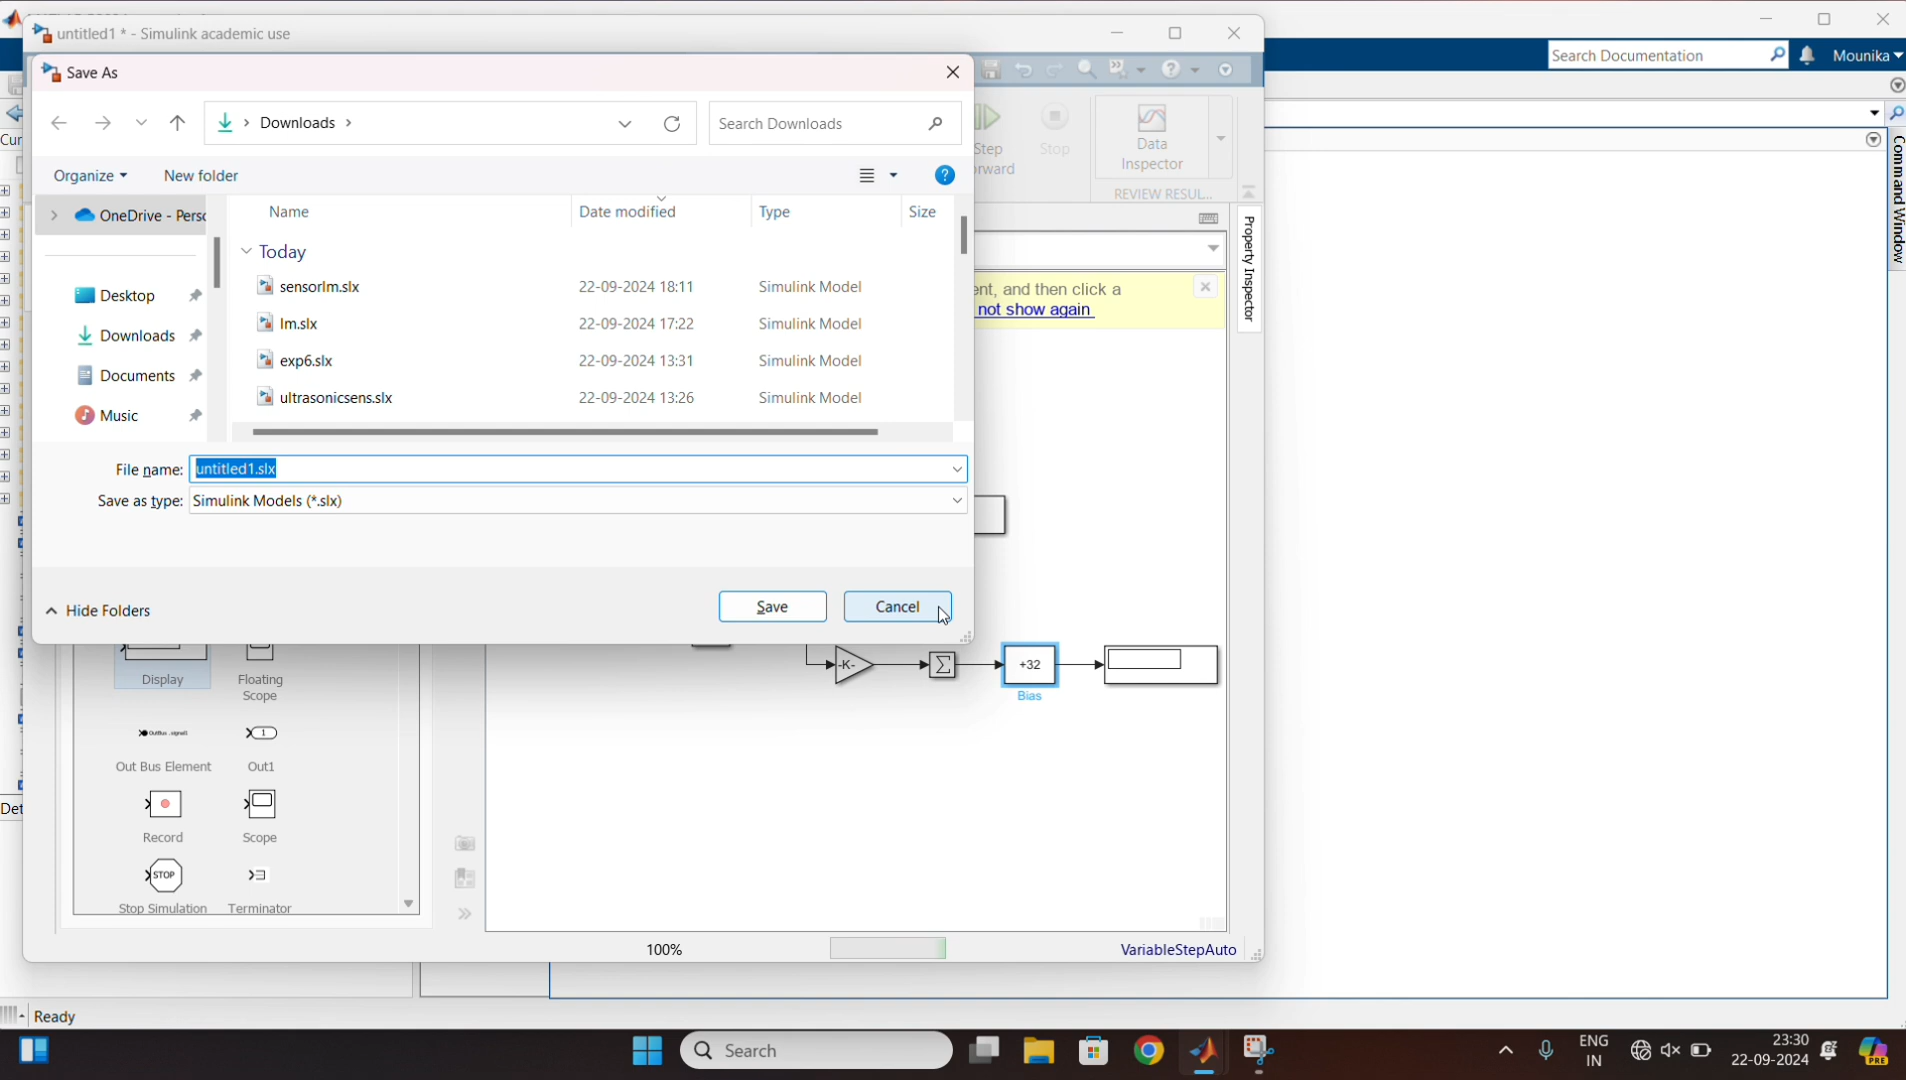 untitled1 * - Simulink academic use
Search Documentation
Mounika
Save As
Downloads
Search Downloads
Step
Stop
Data
Inspector
REVIEW RESUL...
Organize
New folder
OneDrive - Perso
Name
Date modified
Type
Size
Today
sensorlm.slx 22-09-2024 18:11 Simulink Model
lm.slx 22-09-2024 17:22 Simulink Model
exp6.slx 22-09-2024 13:31 Simulink Model
ultrasonicsens.slx 22-09-2024 13:26 Simulink Model
Desktop
Downloads
Documents
Music
and then click a
not show again
Property Inspector
Command Window
File name: untitled1.slx
Save as type: Simulink Models (*.slx)
Hide Folders
Save
Cancel
-K-
Σ
+32
Bias
Display
Floating
Scope
Out Bus Element
1
Out1
Record
Scope
STOP
Stop Simulation
Terminator
100%
VariableStepAuto
Ready
Search
ENG
IN
23:30
22-09-2024
PRE